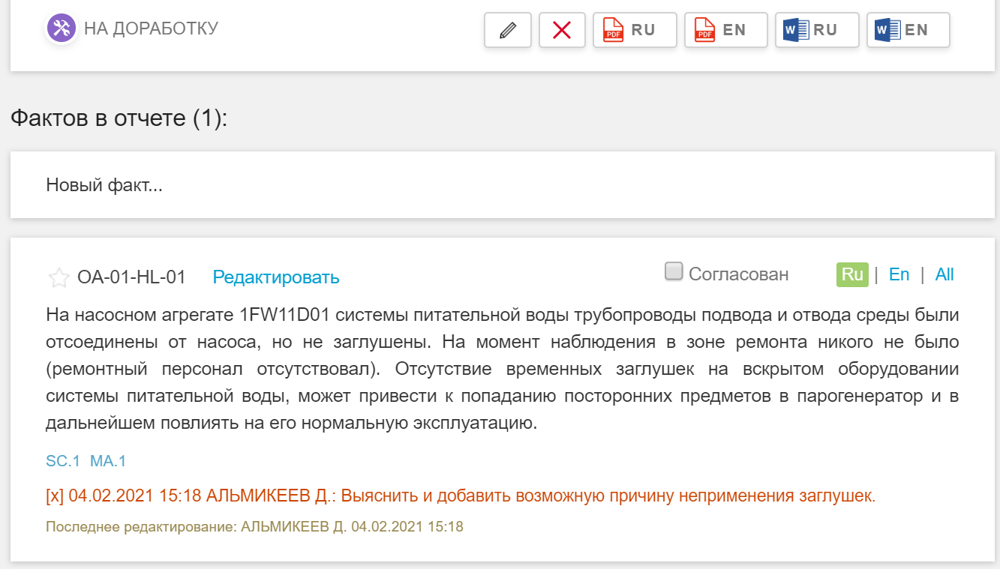 НА ДОРАБОТКУ
PDF RU PDF EN W RU W EN
Фактов в отчете (1):
Новый факт...
OA-01-HL-01 Редактировать Согласован Ru | En | All
На насосном агрегате 1FW11D01 системы питательной воды трубопроводы подвода и отвода среды были
отсоединены от насоса, но не заглушены. На момент наблюдения в зоне ремонта никого не было
(ремонтный персонал отсутствовал). Отсутствие временных заглушек на вскрытом оборудовании
системы питательной воды, может привести к попаданию посторонних предметов в парогенератор и в
дальнейшем повлиять на его нормальную эксплуатацию.
SC.1 MA.1
[x] 04.02.2021 15:18 АЛЬМИКЕЕВ Д.: Выяснить и добавить возможную причину неприменения заглушек.
Последнее редактирование: АЛЬМИКЕЕВ Д. 04.02.2021 15:18